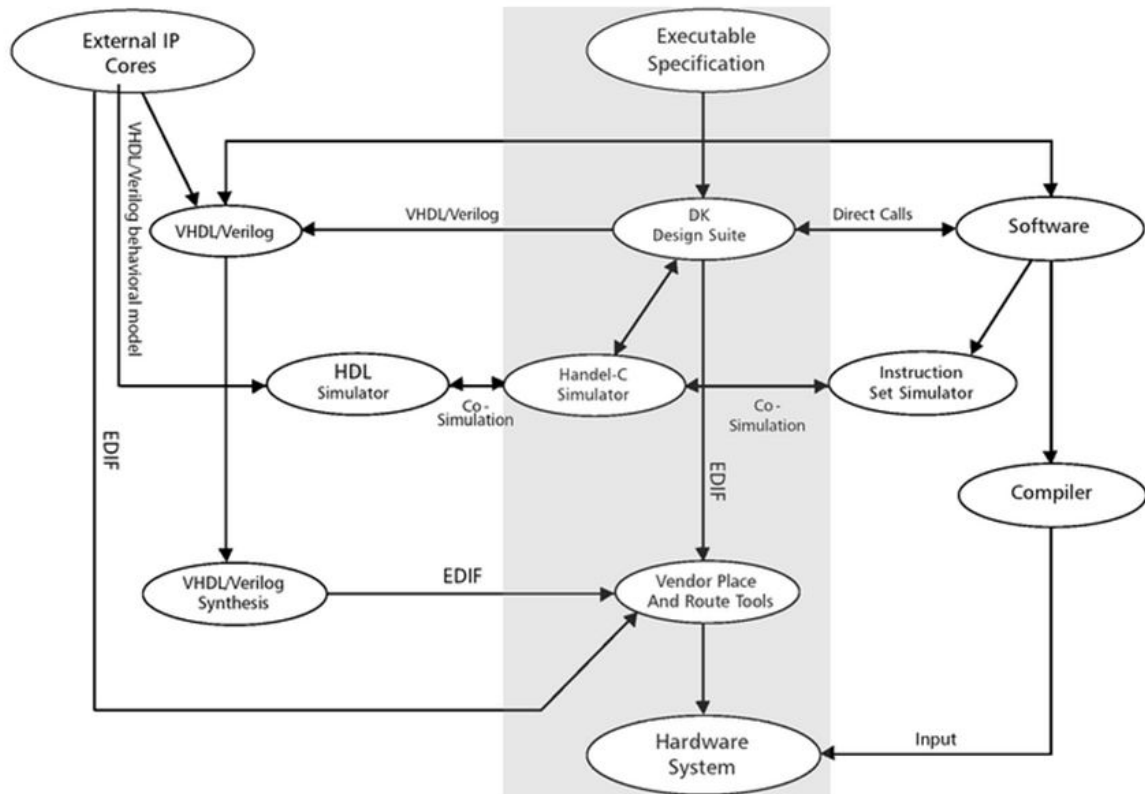 External IP
Cores
Executable
Specification
VHDL/Verilog behavioral model
VHDL/Verilog
VHDL/Verilog
DK
Design Suite
Direct Calls
Software
HDL
Simulator
Co -
Simulation
Handel-C
Simulator
Co -
Simulation
Instruction
Set Simulator
EDIF
EDIF
Compiler
VHDL/Verilog
Synthesis
EDIF
Vendor Place
And Route Tools
Hardware
System
Input